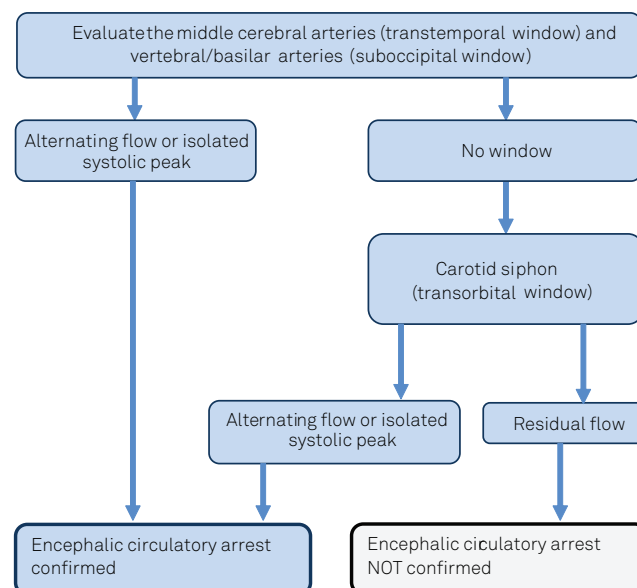 Evaluate the middle cerebral arteries (transtemporal window) and
vertebral/basilar arteries (suboccipital window)
Alternating flow or isolated
systolic peak
No window
Carotid siphon
(transorbital window)
Alternating flow or isolated
systolic peak
Residual flow
Encephalic circulatory arrest
confirmed
Encephalic circulatory arrest
NOT confirmed